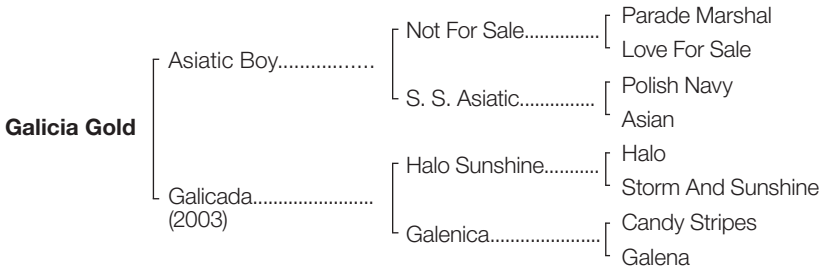 Parade Marshal
Not For Sale...............
Love For Sale
Asiatic Boy.................
Polish Navy
S. S. Asiatic...............
Asian
Galicia Gold
Halo
Halo Sunshine...........
Storm And Sunshine
Galicada.......................
(2003)
Candy Stripes
Galenica......................
Galena